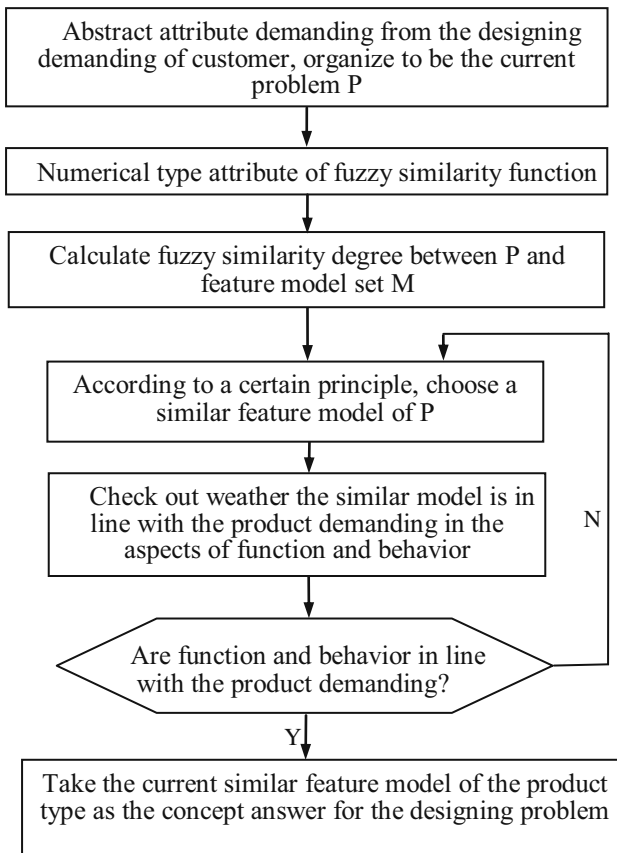 Abstract attribute demanding from the designing
demanding of customer, organize to be the current
problem P
Numerical type attribute of fuzzy similarity function
Calculate fuzzy similarity degree between P and
feature model set M
According to a certain principle, choose a
similar feature model of P
Check out weather the similar model is in
line with the product demanding in the
aspects of function and behavior
N
Are function and behavior in line
with the product demanding?
Y
Take the current similar feature model of the product
type as the concept answer for the designing problem